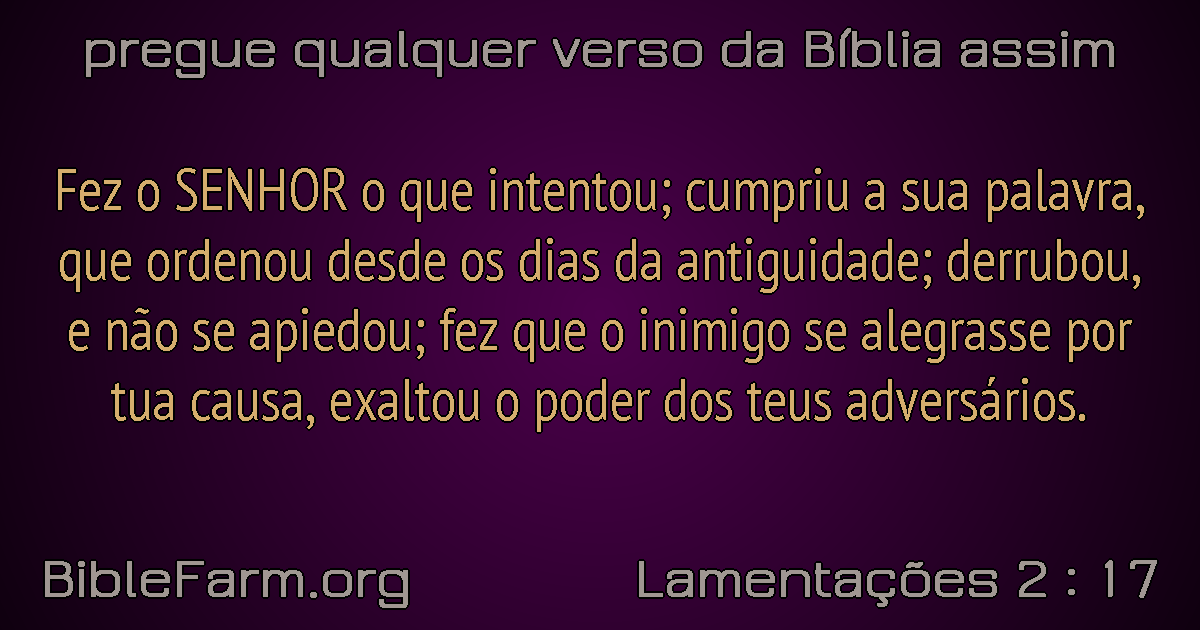 pregue qualquer verso da Bíblia assim
Fez o SENHOR o que intentou; cumpriu a sua palavra,
que ordenou desde os dias da antiguidade; derrubou,
e não se apiedou; fez que o inimigo se alegrasse por
tua causa, exaltou o poder dos teus adversários.
BibleFarm.org
Lamentações 2 : 17